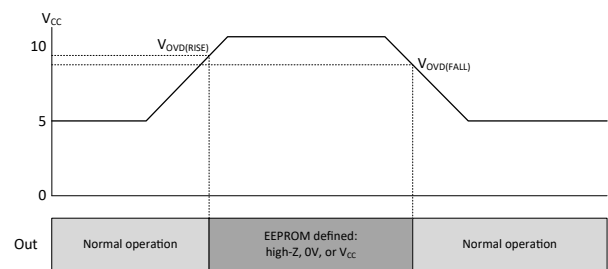 VCC
10
VOVD(RISE)
VOVD(FALL)
5
0
Out
Normal operation
EEPROM defined:
high-Z, 0V, or VCC
Normal operation